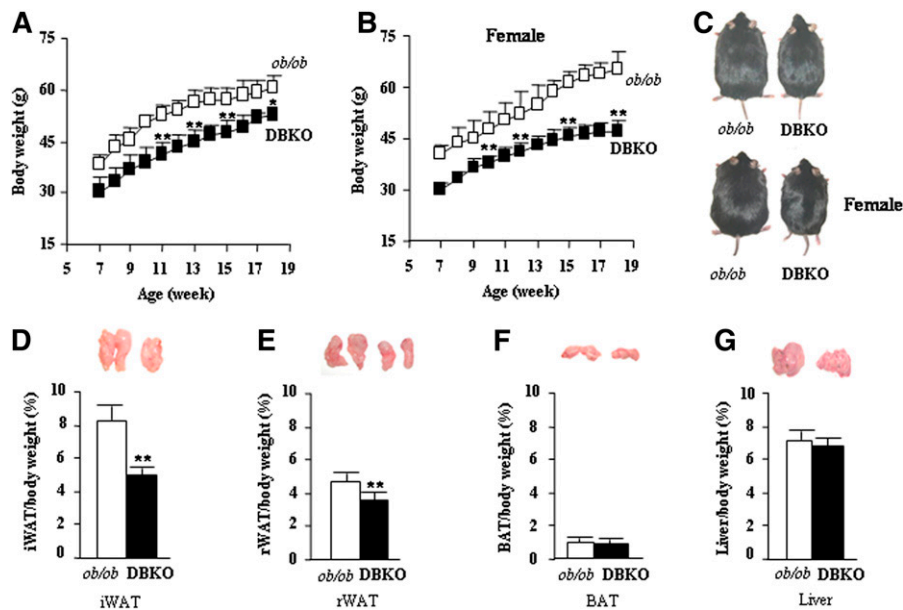 A
75
60
45
30
15
Body weight (g)
ob/ob
**
**
**
*
DBKO
5 7 9 11 13 15 17 19
Age (week)
B
Female
75
60
45
30
15
Body weight (g)
ob/ob
**
**
**
**
DBKO
5 7 9 11 13 15 17 19
Age (week)
C
ob/ob DBKO
Female
ob/ob DBKO
D
10
8
6
4
2
0
iWAT/body weight (%)
**
ob/ob DBKO
iWAT
E
10
8
6
4
2
0
rWAT/body weight (%)
**
ob/ob DBKO
rWAT
F
10
8
6
4
2
0
BAT/body weight (%)
ob/ob DBKO
BAT
G
10
8
6
4
2
0
Liver/body weight (%)
ob/ob DBKO
Liver